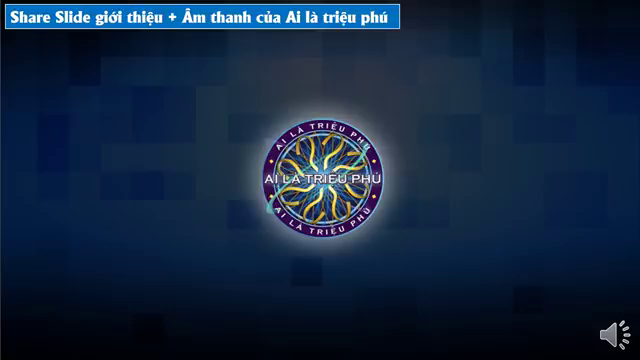 Share Slide giới thiệu + Âm thanh của Ai là triệu phú
AI LÀ TRIỆU PHÚ
AI LÀ TRIỆU PHÚ
AI LÀ TRIỆU PHÚ